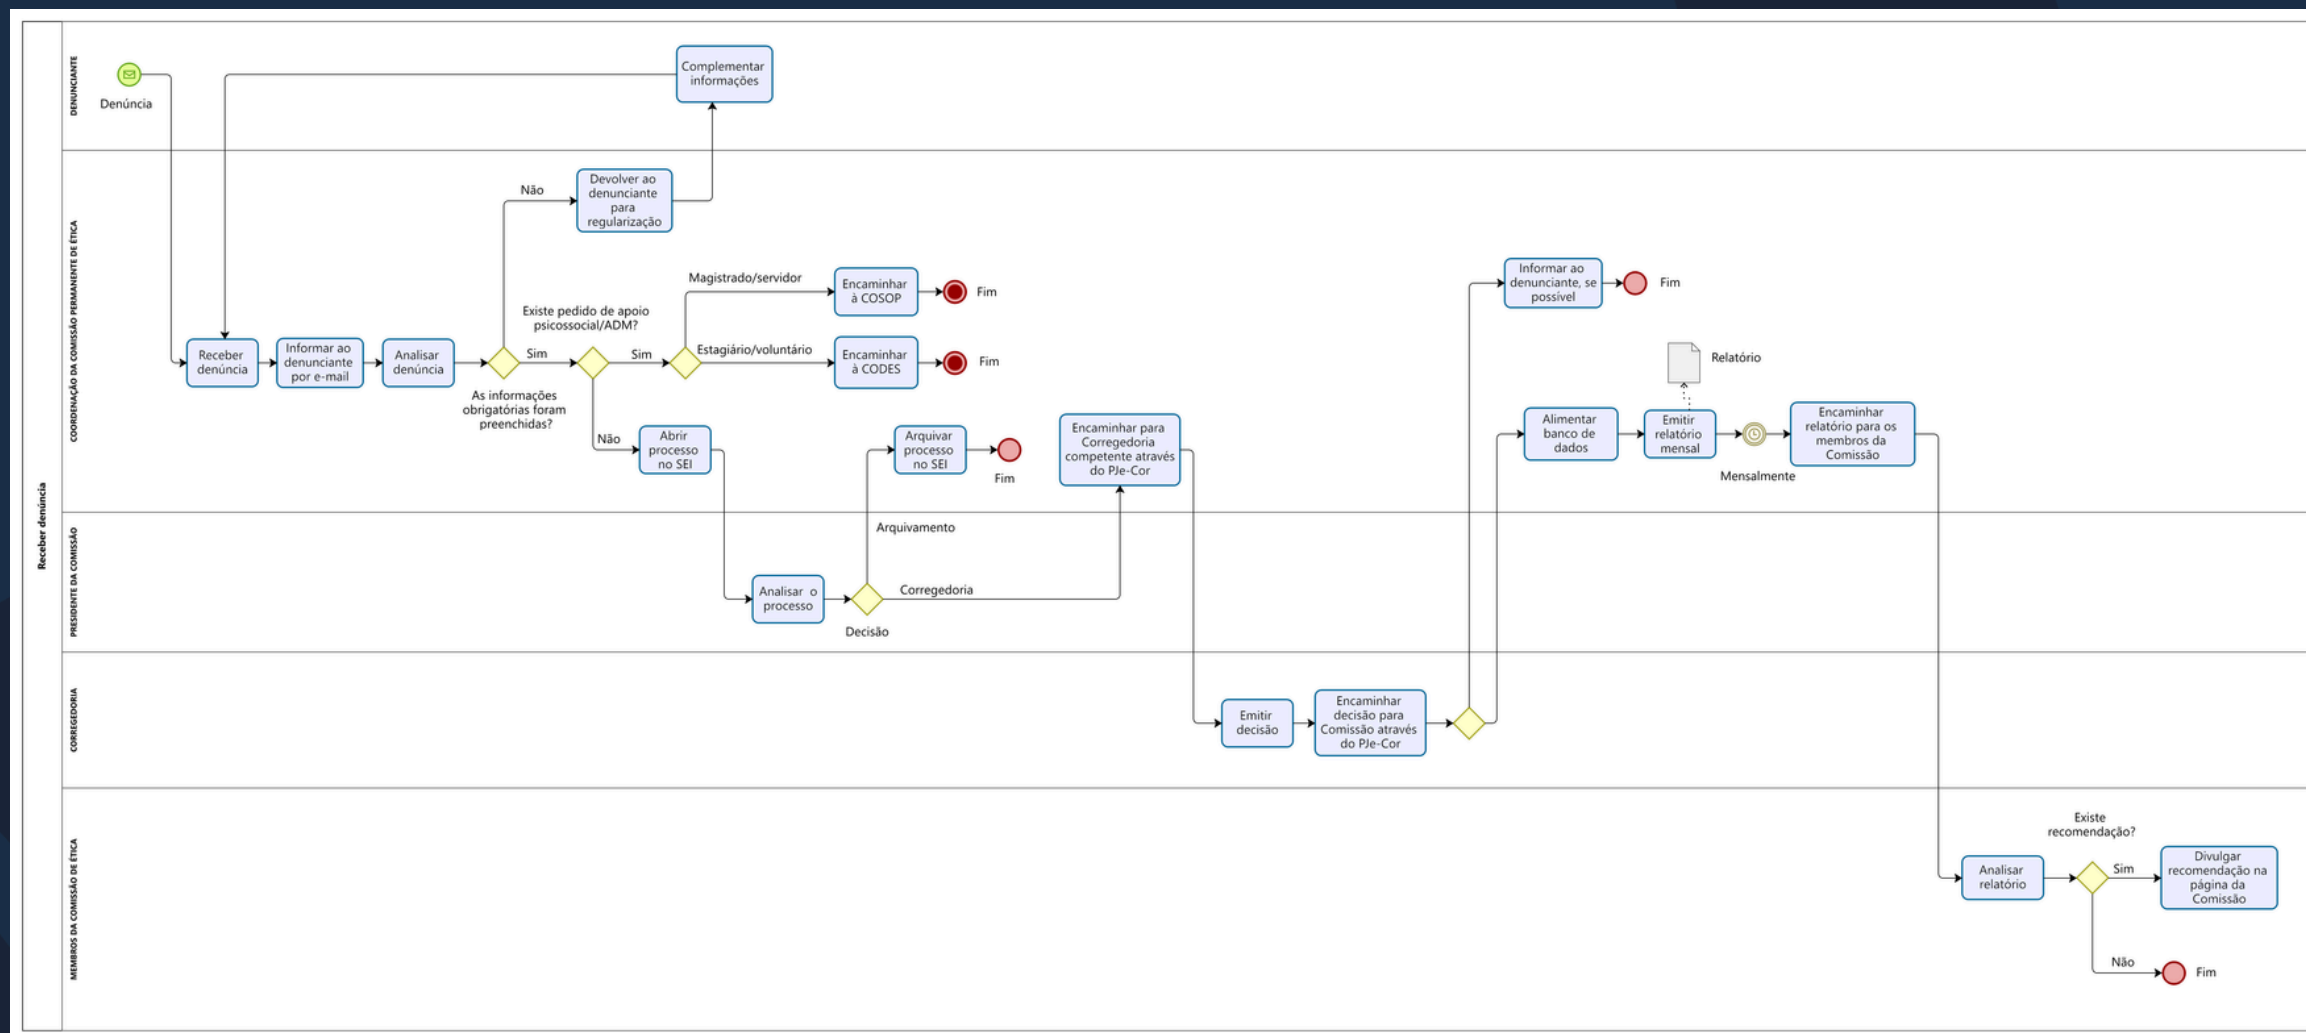 Receber denúncia
DENUNCIANTE
Denúncia
Complementar
informações
COORDENAÇÃO DA COMISSÃO PERMANENTE DE ÉTICA
Receber
denúncia
Informar ao
denunciante
por e-mail
Analisar
denúncia
As informações
obrigatórias foram
preenchidas?
Não
Devolver ao
denunciante
para
regularização
Sim
Existe pedido de apoio
psicossocial/ADM?
Sim
Magistrado/servidor
Encaminhar
à COSOP
Fim
Estagiário/voluntário
Encaminhar
à CODES
Fim
Não
Abrir
processo
no SEI
Arquivar
processo
no SEI
Fim
Encaminhar para
Corregedoria
competente através
do PJe-Cor
Informar ao
denunciante, se
possível
Fim
Alimentar
banco de
dados
Emitir
relatório
mensal
Relatório
Mensalmente
Encaminhar
relatório para os
membros da
Comissão
PRESIDENTE DA COMISSÃO
Analisar o
processo
Decisão
Arquivamento
Corregedoria
CORREGEDORIA
Emitir
decisão
Encaminhar
decisão para
Comissão através
do PJe-Cor
MEMBROS DA COMISSÃO DE ÉTICA
Analisar
relatório
Existe
recomendação?
Sim
Divulgar
recomendação na
página da
Comissão
Não
Fim